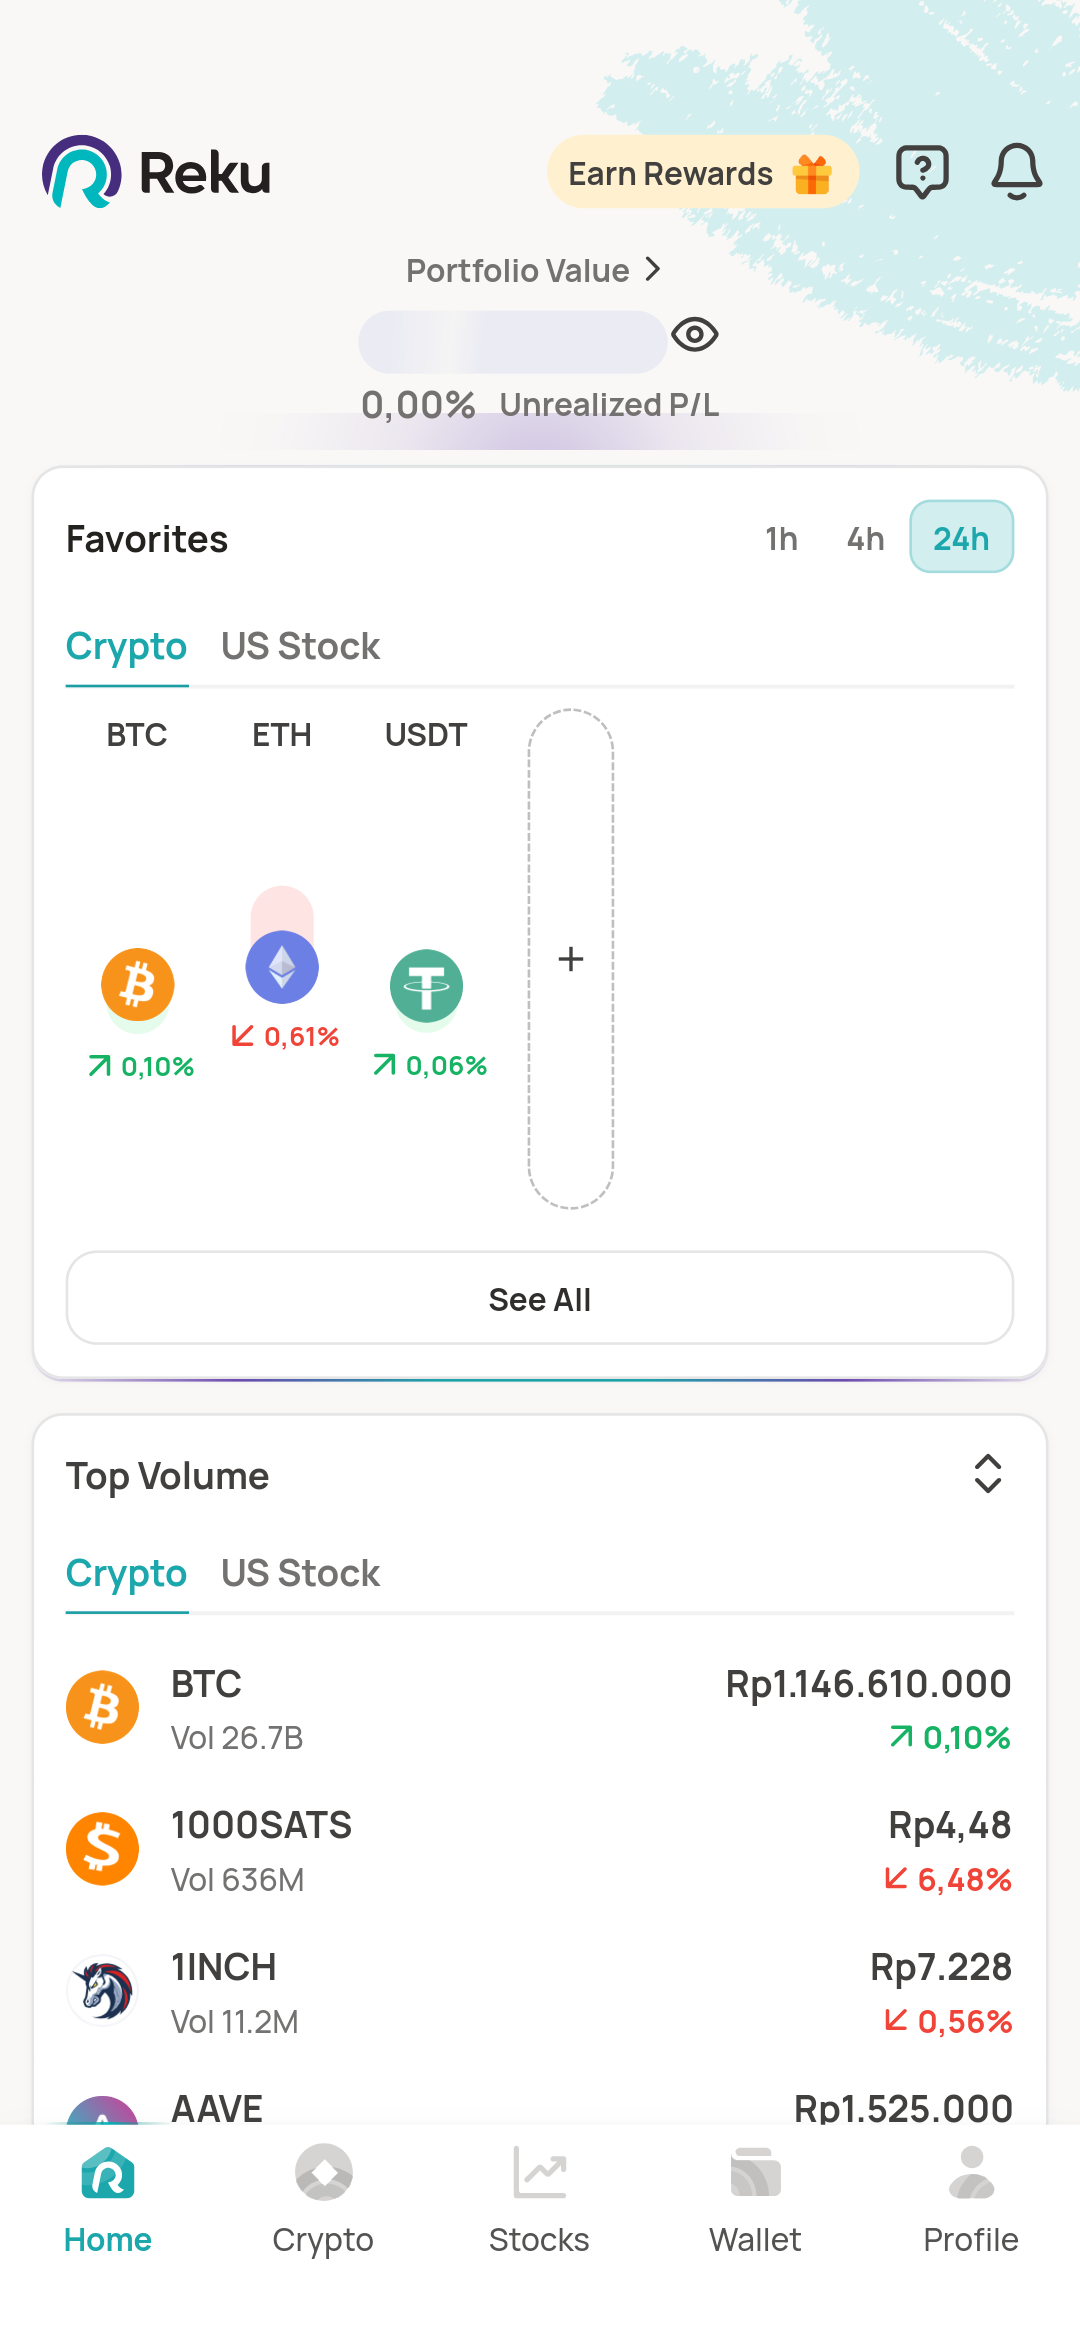 Reku
Earn Rewards
Portfolio Value
0,00% Unrealized P/L
Favorites
1h 4h 24h
Crypto US Stock
BTC ETH USDT
0,61%
0,10% 0,06%
See All
Top Volume
Crypto US Stock
BTC Rp1.146.610.000
Vol 26.7B 0,10%
1000SATS Rp4,48
Vol 636M 6,48%
1INCH Rp7.228
Vol 11.2M 0,56%
AAVE Rp1.525.000
Home Crypto Stocks Wallet Profile